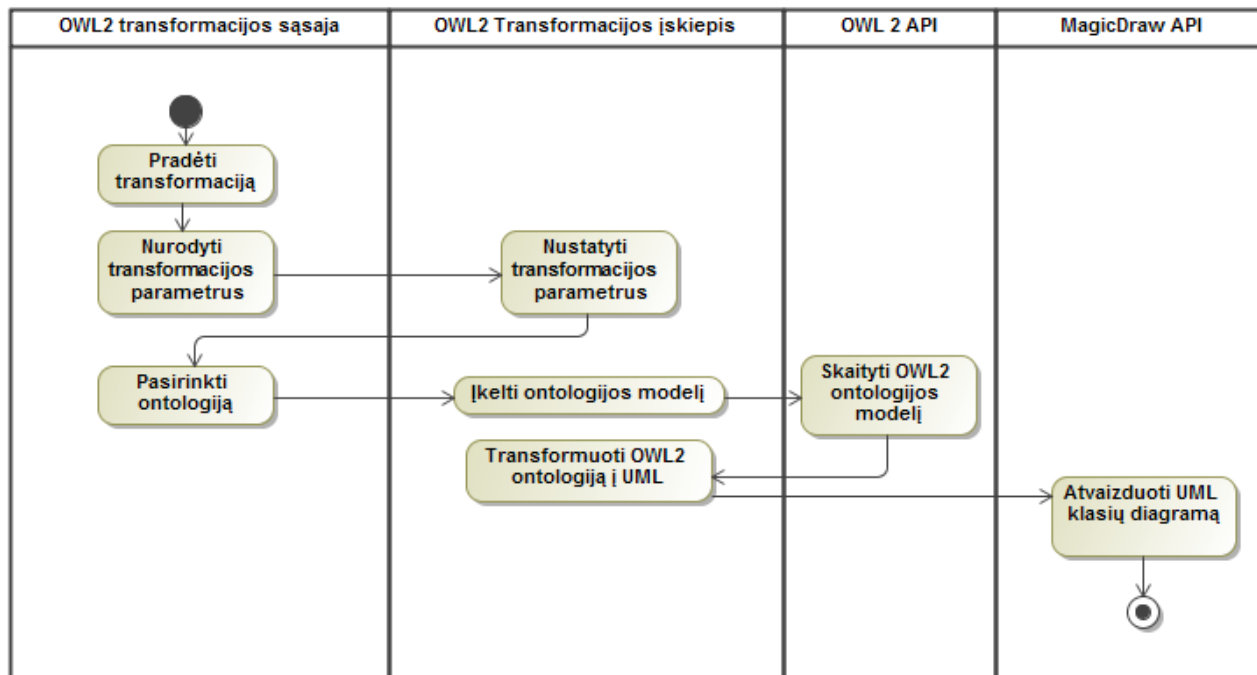 OWL2 transformacijos sąsaja
OWL2 Transformacijos įskiepis
OWL 2 API
MagicDraw API
Pradėti
transformaciją
Nurodyti
transformacijos
parametrus
Nustatyti
transformacijos
parametrus
Pasirinkti
ontologiją
Įkelti ontologijos modelį
Skaityti OWL2
ontologijos
modelį
Transformuoti OWL2
ontologiją į UML
Atvaizduoti UML
klasių diagramą